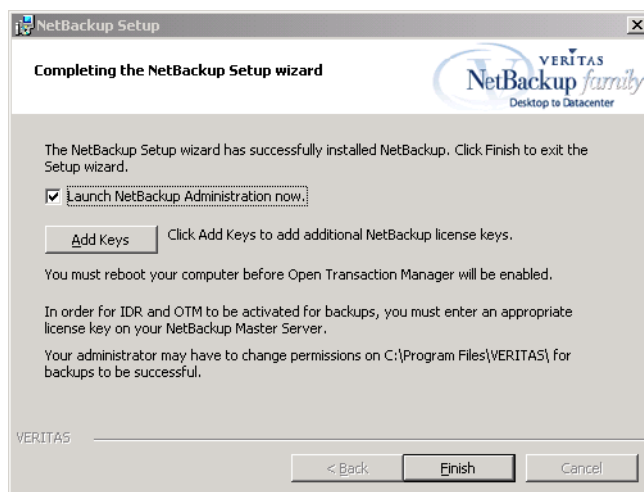 NetBackup Setup
Completing the NetBackup Setup wizard
VERITAS
NetBackup family
Desktop to Datacenter
The NetBackup Setup wizard has successfully installed NetBackup. Click Finish to exit the
Setup wizard.
Launch NetBackup Administration now.
Add Keys
Click Add Keys to add additional NetBackup license keys.
You must reboot your computer before Open Transaction Manager will be enabled.
In order for IDR and OTM to be activated for backups, you must enter an appropriate
license key on your NetBackup Master Server.
Your administrator may have to change permissions on C:\Program Files\VERITAS\ for
backups to be successful.
VERITAS
< Back
Finish
Cancel